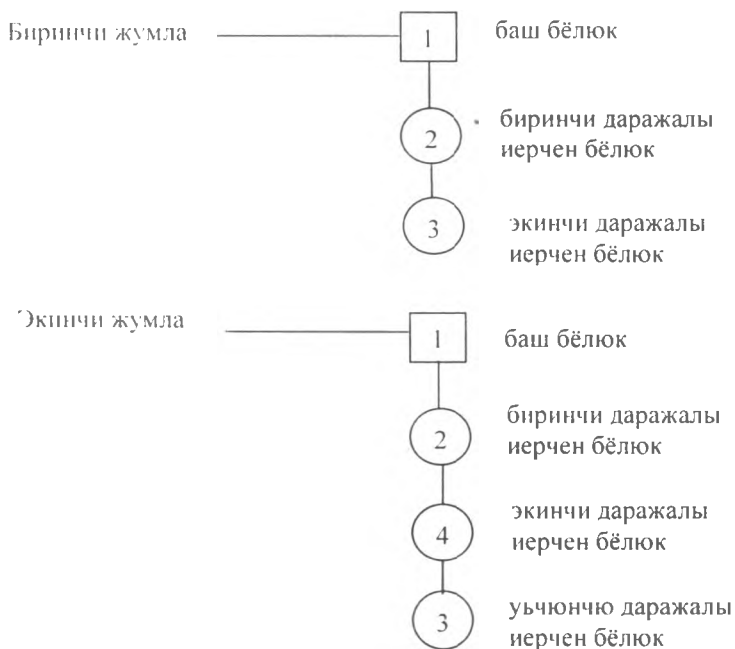 Биринчи жумла
1
баш бёлюк
2
биринчи даражалы
иерчен бёлюк
3
экинчи даражалы
иерчен бёлюк
Экинчи жумла
1
баш бёлюк
2
биринчи даражалы
иерчен бёлюк
4
экинчи даражалы
иерчен бёлюк
3
уьчюнчю даражалы
иерчен бёлюк